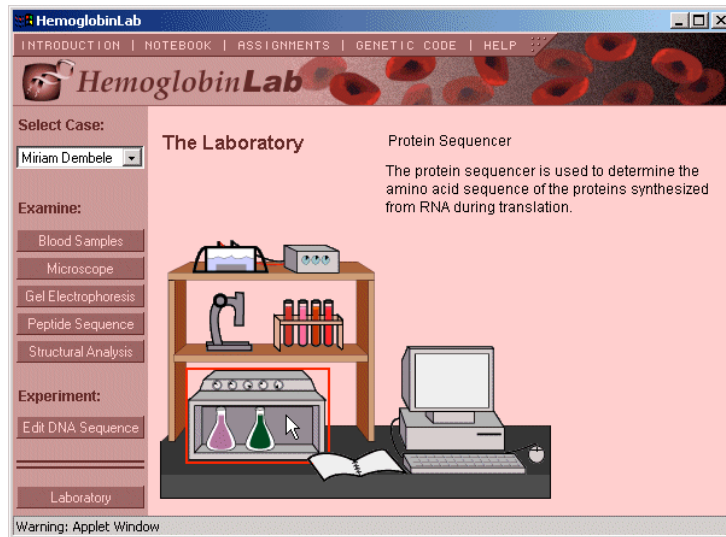 HemoglobinLab
INTRODUCTION | NOTEBOOK | ASSIGNMENTS | GENETIC CODE | HELP
HemoglobinLab
Select Case:
Miriam Dembele
Examine:
Blood Samples
Microscope
Gel Electrophoresis
Peptide Sequence
Structural Analysis
Experiment:
Edit DNA Sequence
Laboratory
The Laboratory
Protein Sequencer
The protein sequencer is used to determine the
amino acid sequence of the proteins synthesized
from RNA during translation.
Warning: Applet Window